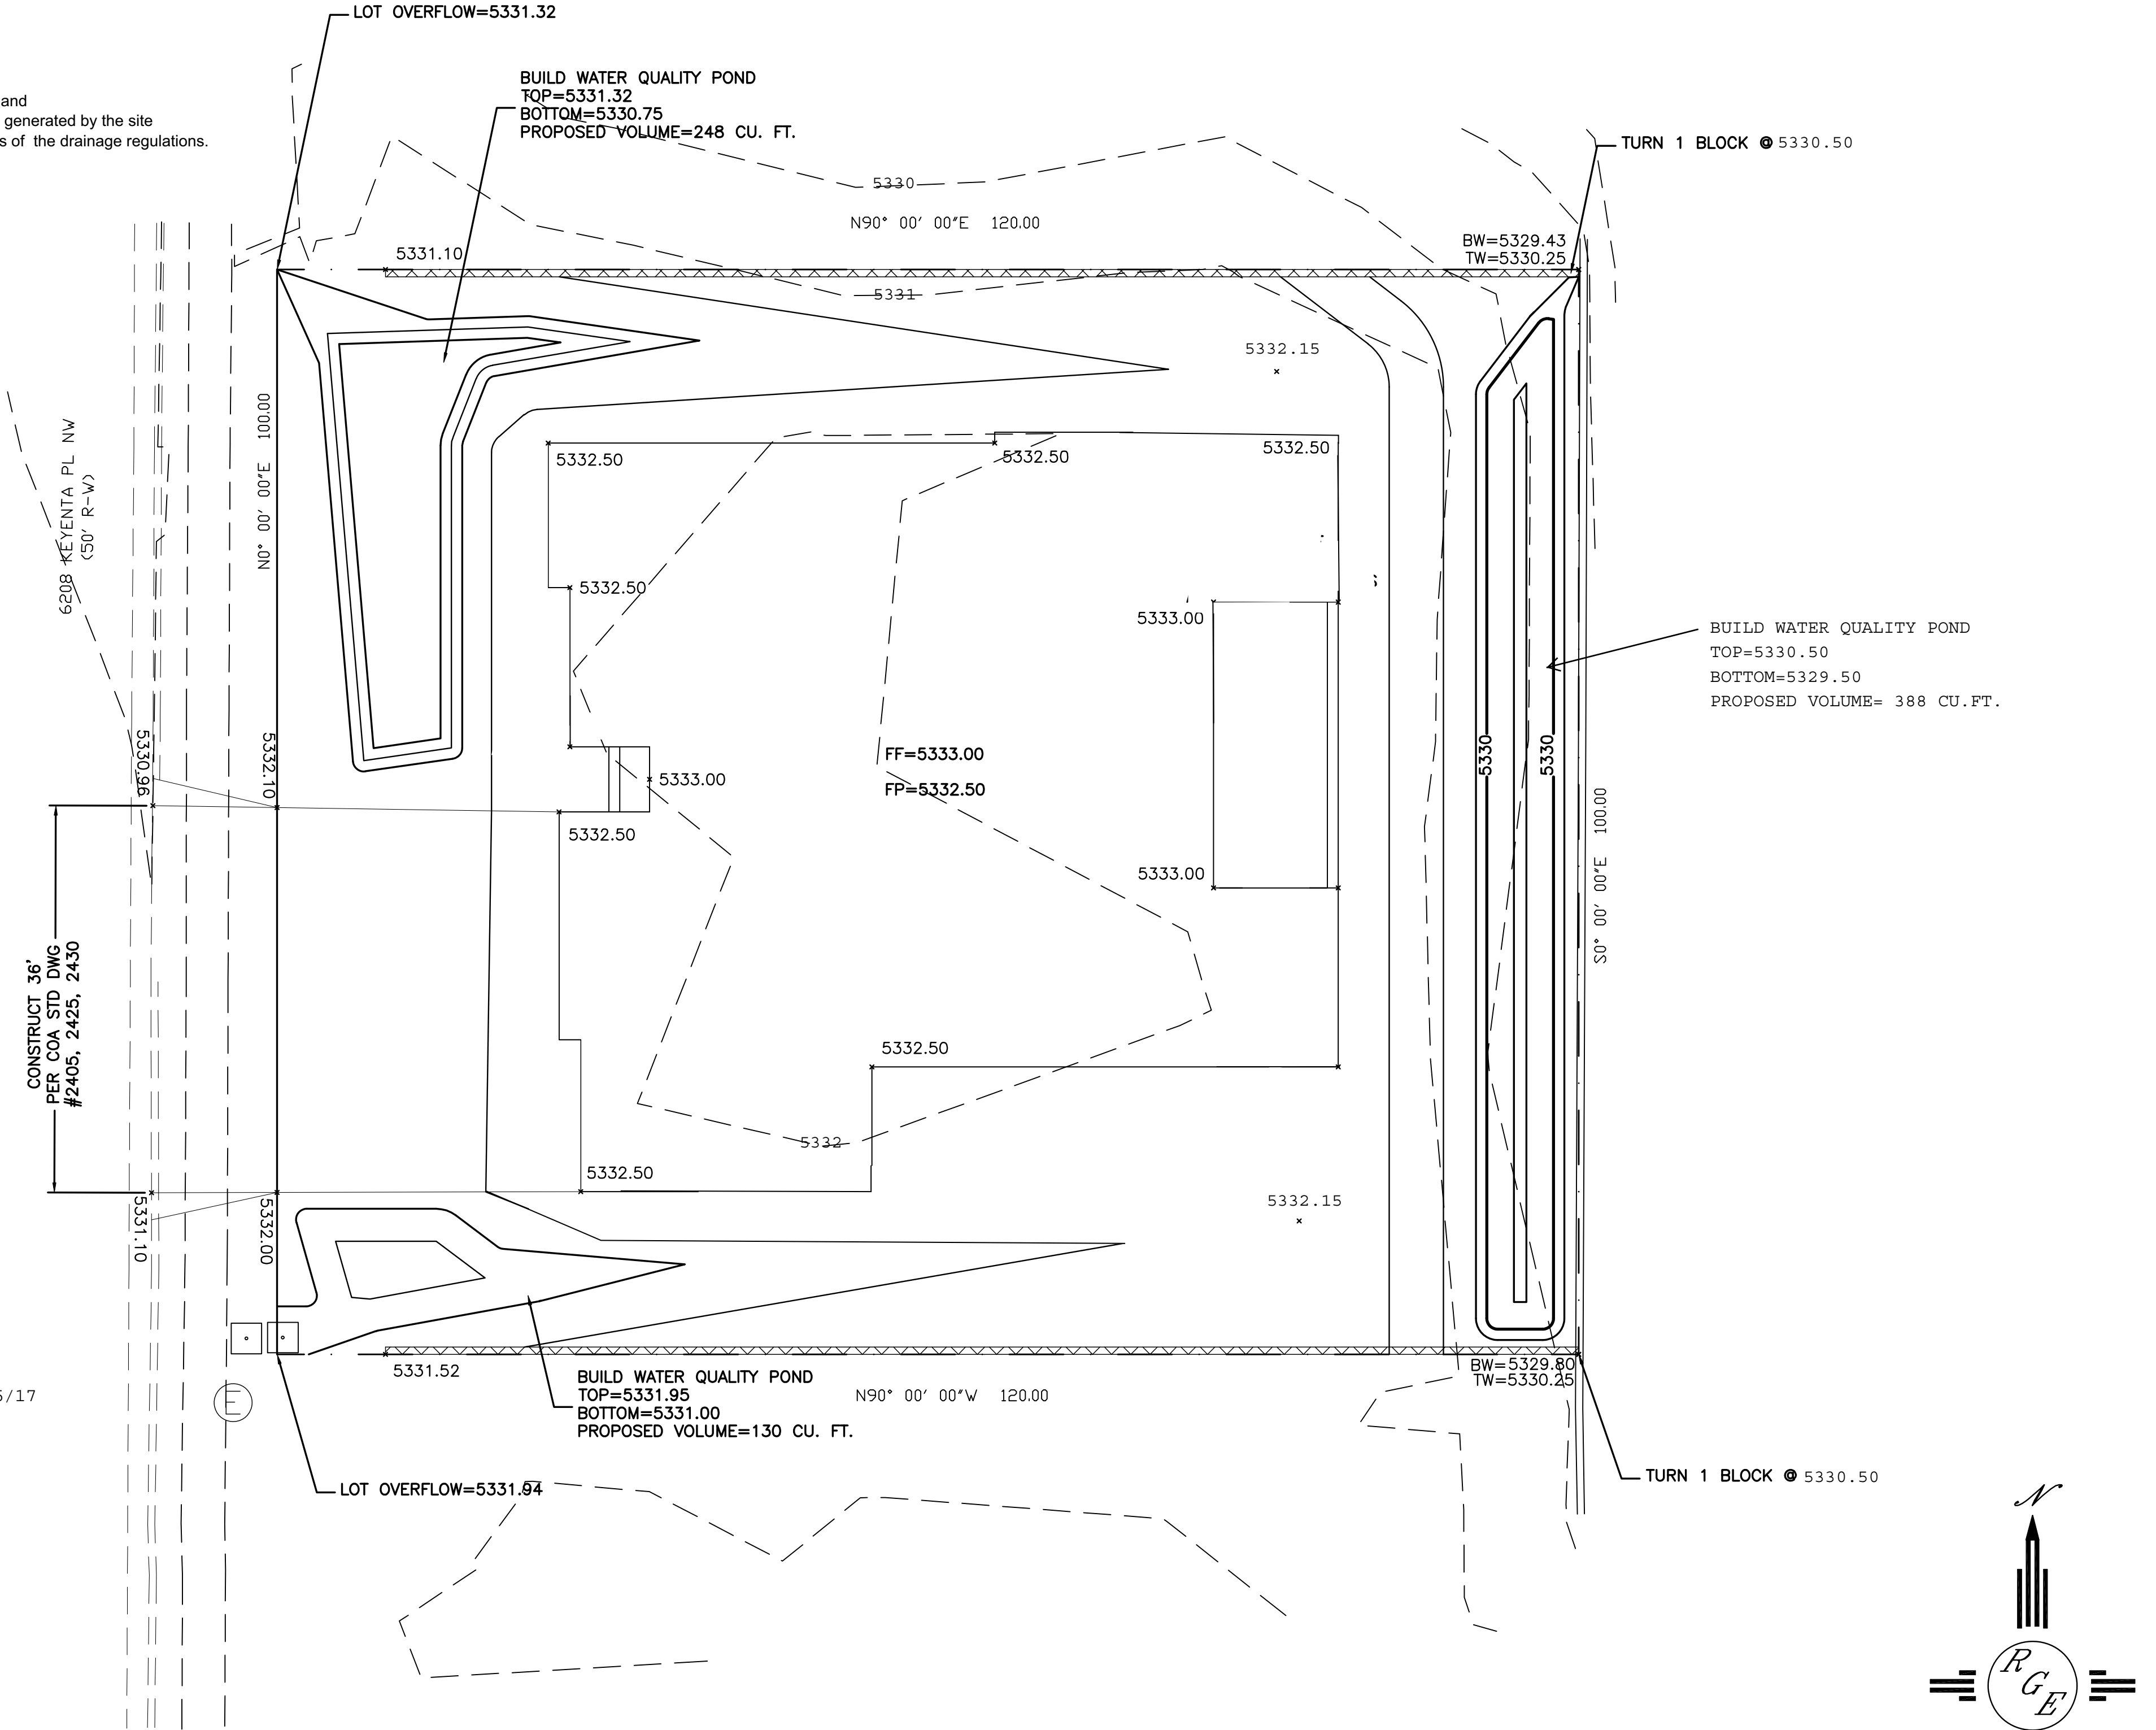 LOT OVERFLOW=5331.32
BUILD WATER QUALITY POND
TOP=5331.32
BOTTOM=5330.75
PROPOSED VOLUME=248 CU. FT.
and
generated by the site
s of the drainage regulations.
TURN 1 BLOCK @ 5330.50
5330
N90° 00' 00"E 120.00
5331.10
BW=5329.43
TW=5330.25
5331
5332.15
N0° 00' 00"E 100.00
6208 KEYENTA PL NW
(50' R-W)
5332.50
5332.50
5332.50
5332.50
5333.00
BUILD WATER QUALITY POND
TOP=5330.50
BOTTOM=5329.50
PROPOSED VOLUME= 388 CU.FT.
5330.96
5332.10
5333.00
FF=5333.00
FP=5332.50
5330
5330
5332.50
5333.00
S0° 00' 00"E 100.00
CONSTRUCT 36'
PER COA STD DWG
#2405, 2425, 2430
5332.50
5332
5332.50
5332.15
5331.10
5332.00
5331.52
BW=5329.80
TW=5330.25
BUILD WATER QUALITY POND
TOP=5331.95
BOTTOM=5331.00
PROPOSED VOLUME=130 CU. FT.
N90° 00' 00"W 120.00
/17
E
LOT OVERFLOW=5331.94
TURN 1 BLOCK @ 5330.50
N
RGE